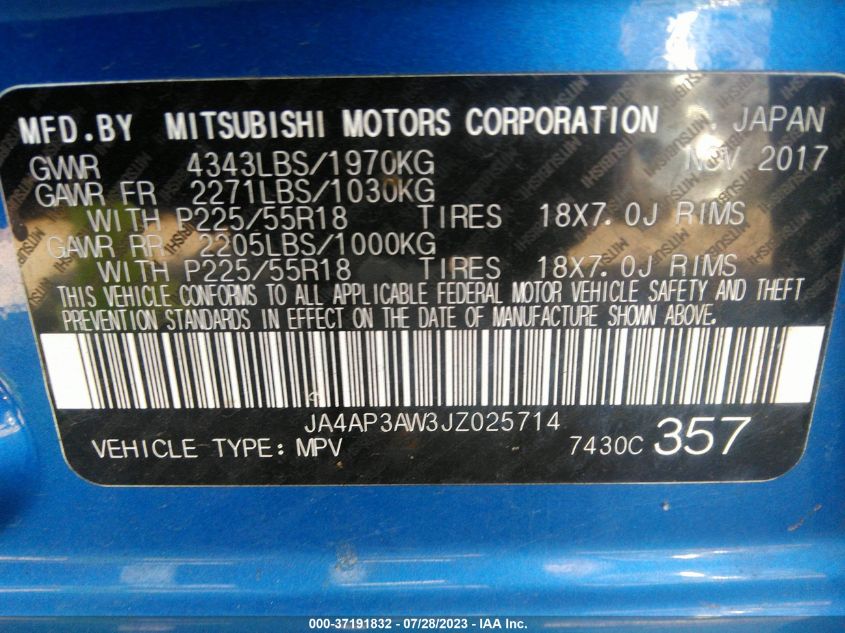 MFD.BY MITSUBISHI MOTORS CORPORATION JAPAN
GWWR 4343LBS/1970KG NOV 2017
GAWR FR 2271LBS/1030KG
WITH P225/55R18 TIRES 18X7.0J RIMS
GAWR RR 2205LBS/1000KG
WITH P225/55R18 TIRES 18X7.0J RIMS
THIS VEHICLE CONFORMS TO ALL APPLICABLE FEDERAL MOTOR VEHICLE SAFETY AND THEFT
PREVENTION STANDARDS IN EFFECT ON THE DATE OF MANUFACTURE SHOWN ABOVE.
JA4AP3AW3JZ025714
VEHICLE TYPE: MPV 7430C 357
000-37191832 - 07/28/2023 - IAA Inc.